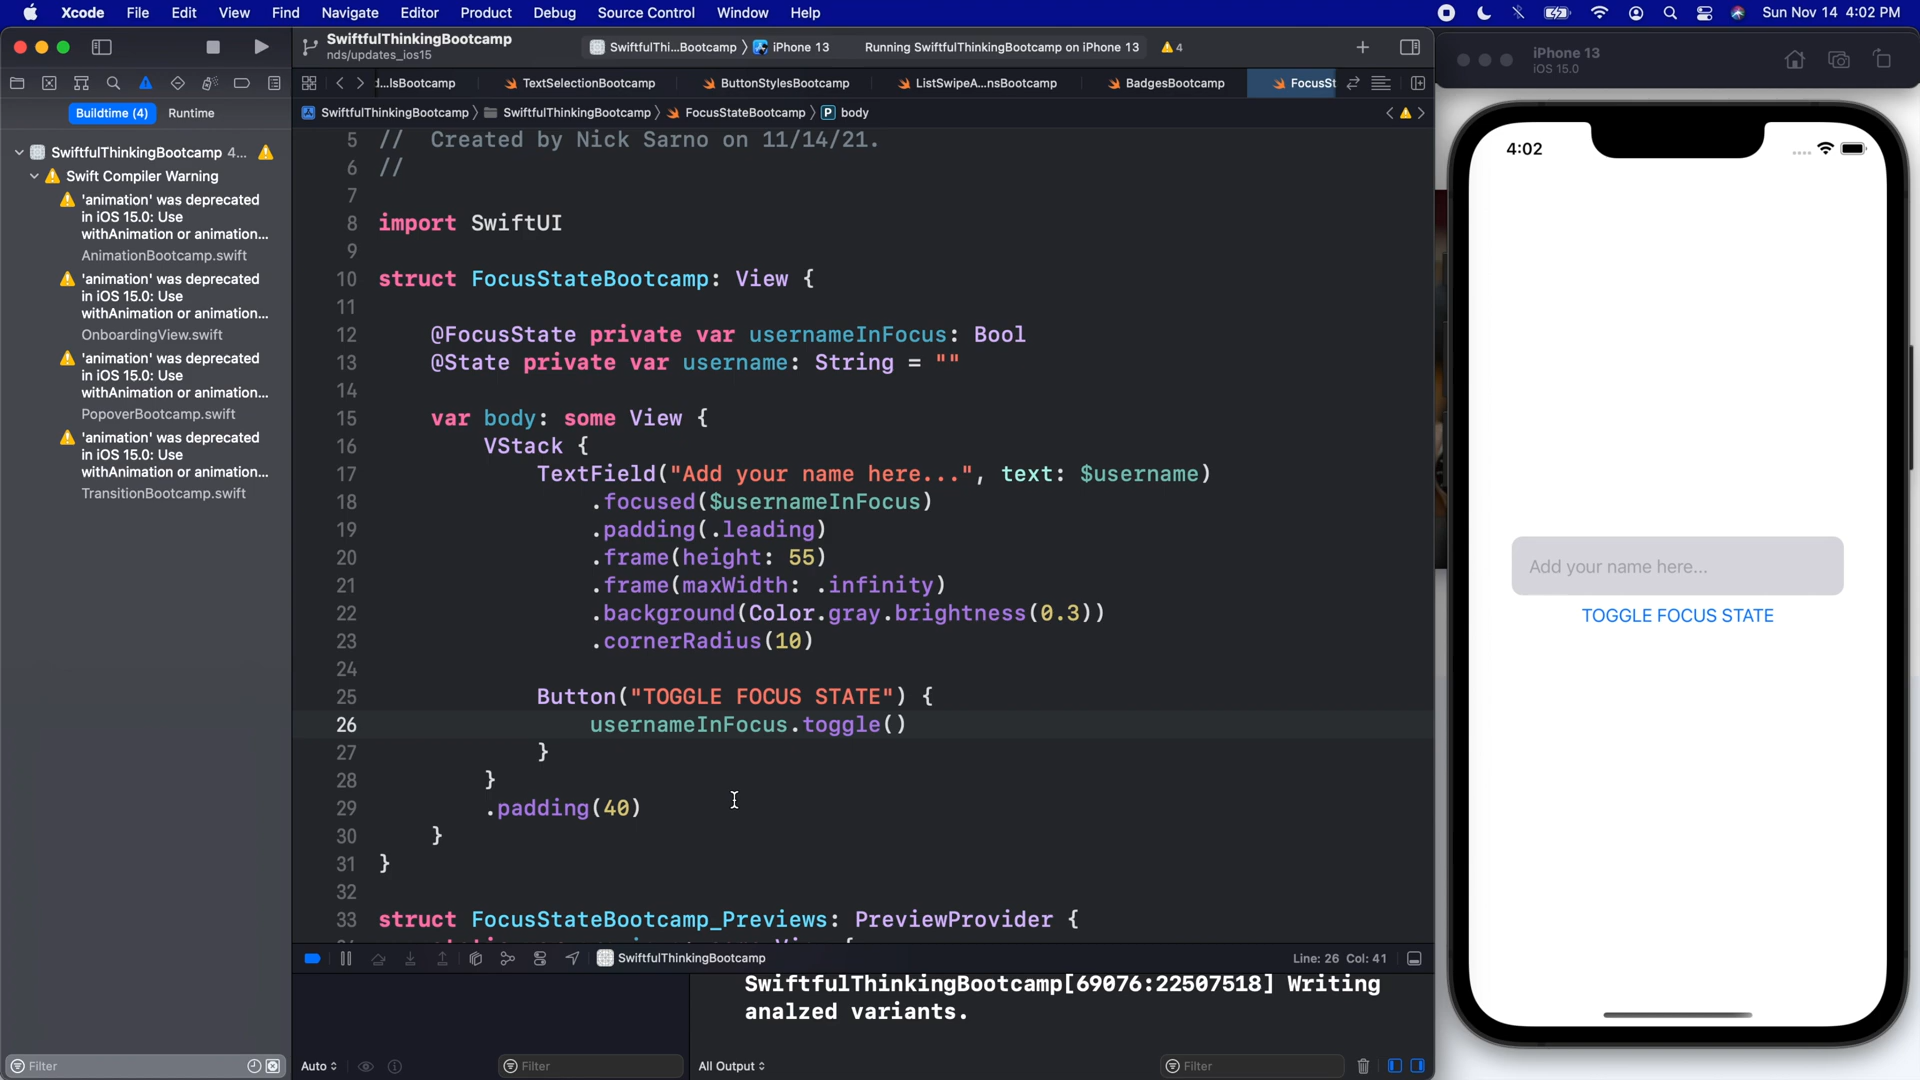 Xcode File Edit View Find Navigate Editor Product Debug Source Control Window Help Sun Nov 14 4:02 PM
SwiftfulThinkingBootcamp
nds/updates_ios15
SwiftfulThi...Bootcamp iPhone 13 Running SwiftfulThinkingBootcamp on iPhone 13 4
iPhone 13
iOS 15.0
...lsBootcamp TextSelectionBootcamp ButtonStylesBootcamp ListSwipeA...nsBootcamp BadgesBootcamp FocusSt
Buildtime (4) Runtime
SwiftfulThinkingBootcamp SwiftfulThinkingBootcamp FocusStateBootcamp P body
SwiftfulThinkingBootcamp 4...
Swift Compiler Warning
'animation' was deprecated
in iOS 15.0: Use
withAnimation or animation...
AnimationBootcamp.swift
'animation' was deprecated
in iOS 15.0: Use
withAnimation or animation...
OnboardingView.swift
'animation' was deprecated
in iOS 15.0: Use
withAnimation or animation...
PopoverBootcamp.swift
'animation' was deprecated
in iOS 15.0: Use
withAnimation or animation...
TransitionBootcamp.swift
Filter
5 // Created by Nick Sarno on 11/14/21.
6 //
7
8 import SwiftUI
9
10 struct FocusStateBootcamp: View {
11
12 @FocusState private var usernameInFocus: Bool
13 @State private var username: String = ""
14
15 var body: some View {
16 VStack {
17 TextField("Add your name here...", text: $username)
18 .focused($usernameInFocus)
19 .padding(.leading)
20 .frame(height: 55)
21 .frame(maxWidth: .infinity)
22 .background(Color.gray.brightness(0.3))
23 .cornerRadius(10)
24
25 Button("TOGGLE FOCUS STATE") {
26 usernameInFocus.toggle()
27 }
28 }
29 .padding(40)
30 }
31 }
32
33 struct FocusStateBootcamp_Previews: PreviewProvider {
SwiftfulThinkingBootcamp Line: 26 Col: 41
SwiftfulThinkingBootcamp[69076:22507518] Writing
analzed variants.
Auto Filter All Output Filter
4:02
Add your name here...
TOGGLE FOCUS STATE